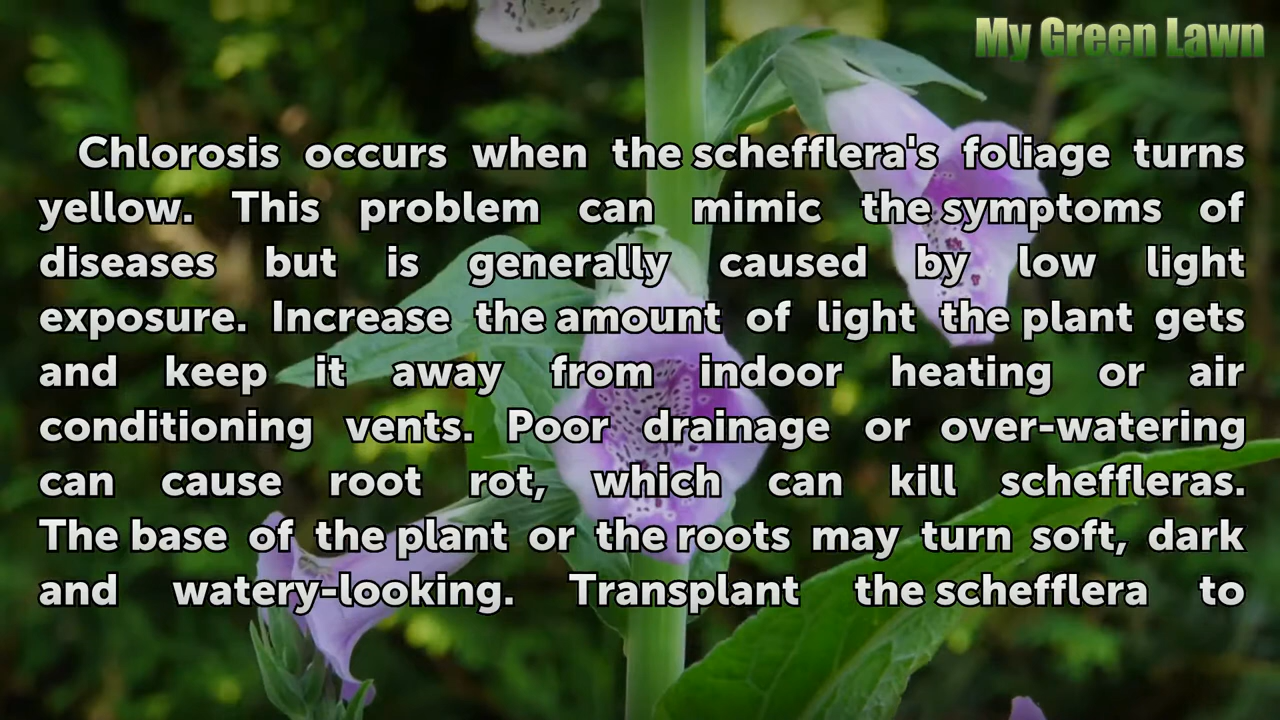 My Green Lawn
Chlorosis occurs when the schefflera's foliage turns
yellow. This problem can mimic the symptoms of
diseases but is generally caused by low light
exposure. Increase the amount of light the plant gets
and keep it away from indoor heating or air
conditioning vents. Poor drainage or over-watering
can cause root rot, which can kill scheffleras.
The base of the plant or the roots may turn soft, dark
and watery-looking. Transplant the schefflera to